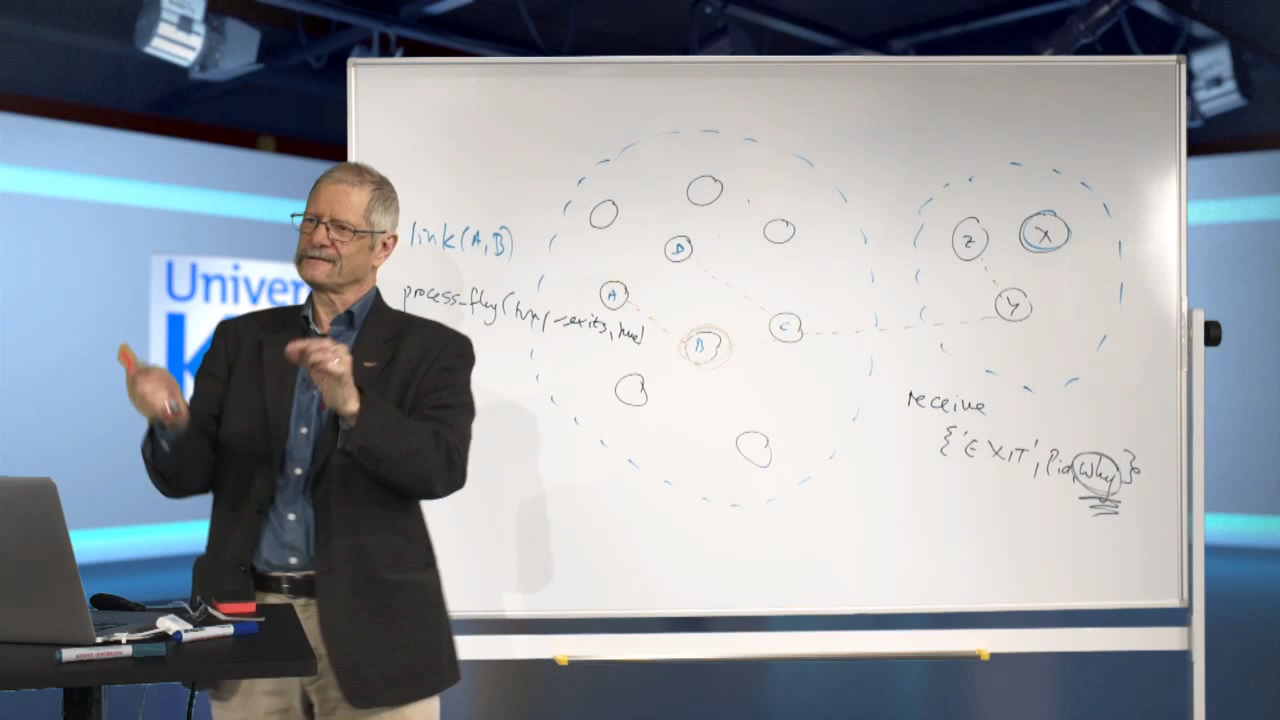 Univer
K
link(A,B)
process_flag(trap_exits, true)
D
A
B
C
Z
X
Y
receive
{'EXIT', Pid, Why}